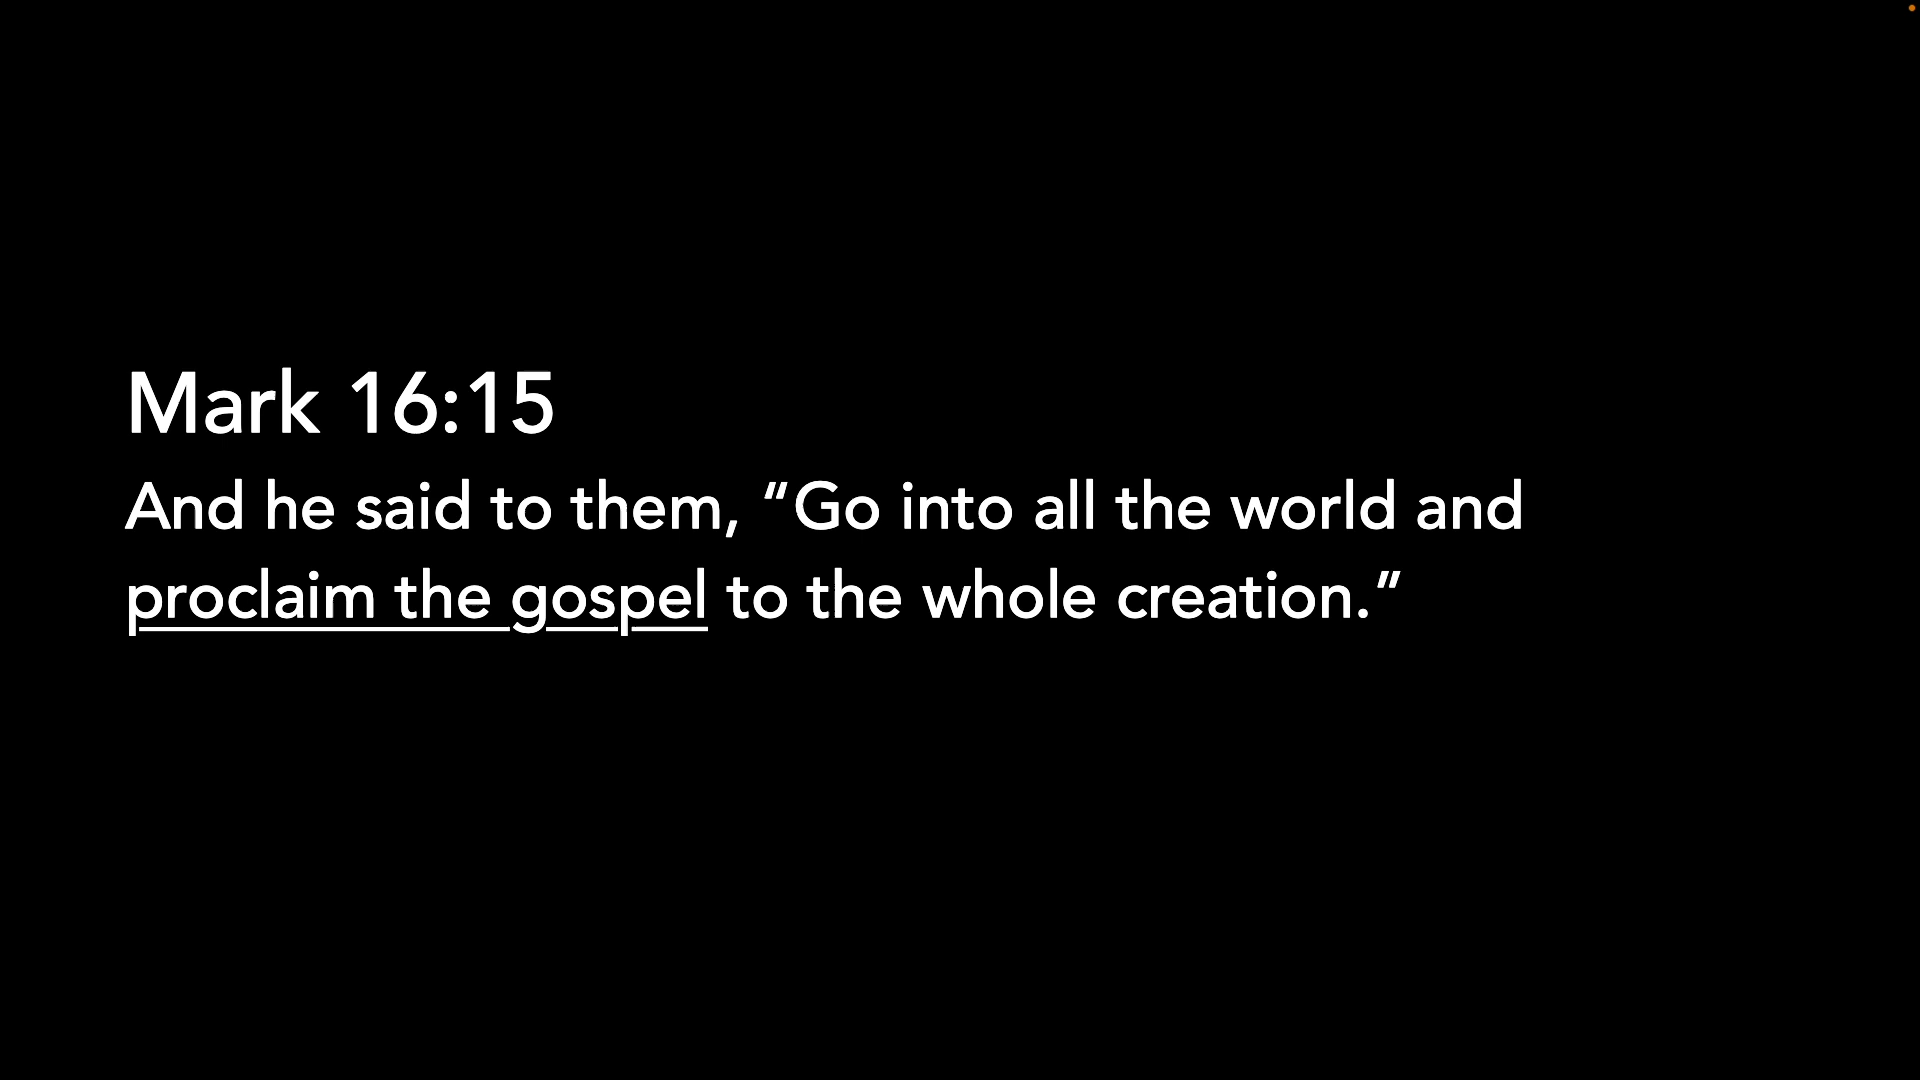 Mark 16:15
And he said to them, “Go into all the world and
proclaim the gospel to the whole creation.”